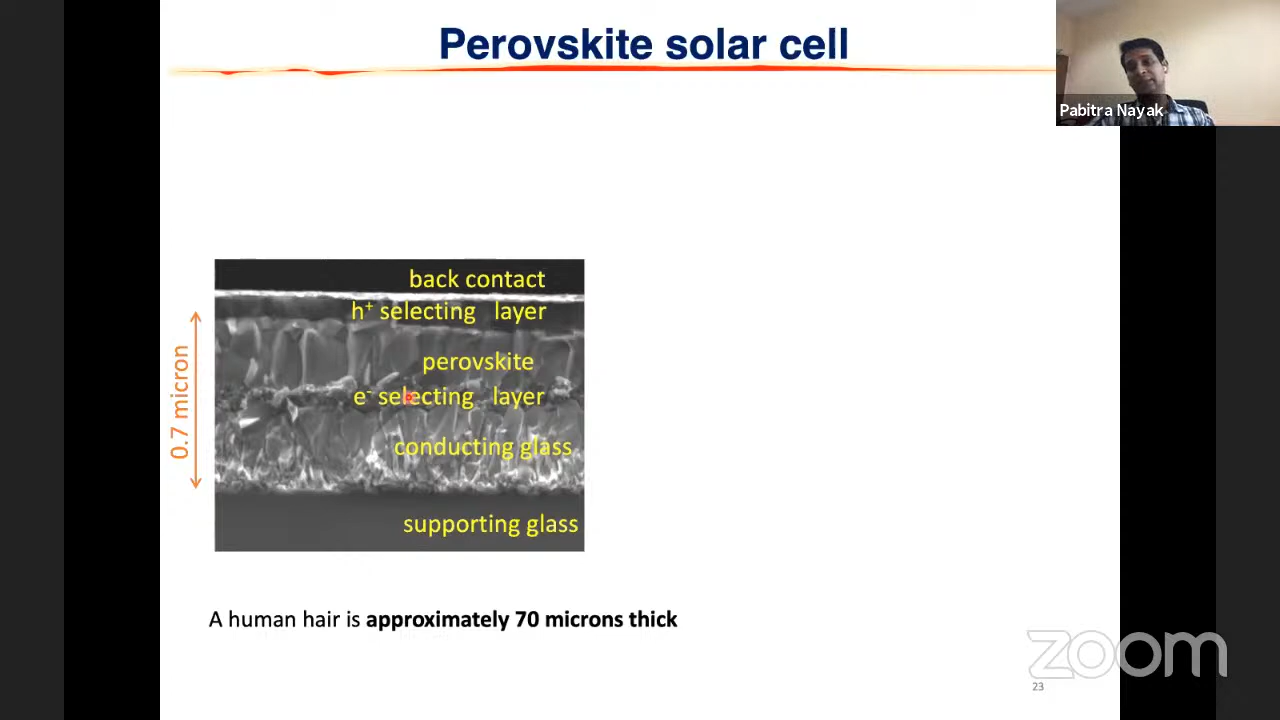 Perovskite solar cell
Pabitra Nayak
back contact
h+ selecting layer
perovskite
e- selecting layer
conducting glass
supporting glass
0.7 micron
A human hair is approximately 70 microns thick
zoom
23